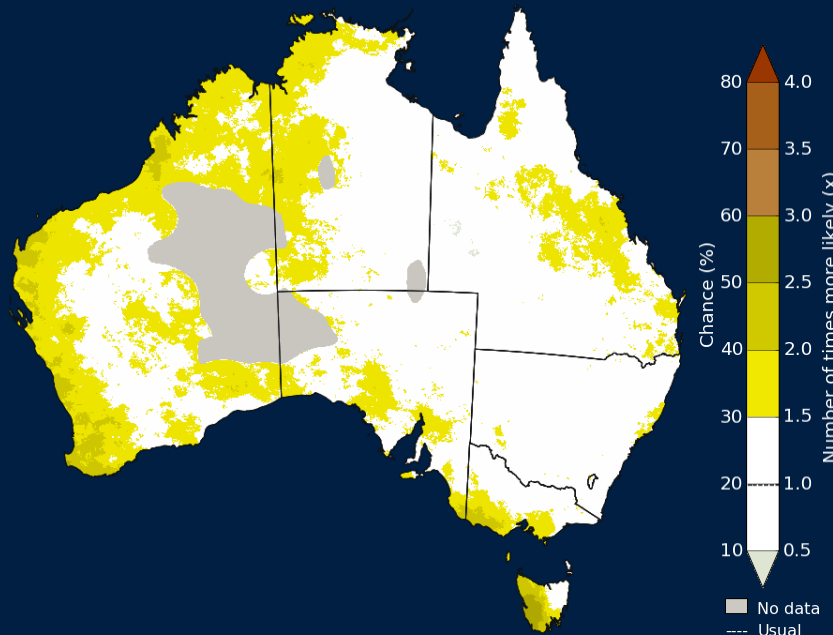 80 4.0
70 3.5
60 3.0
50 2.5
40 2.0
30 1.5
20 1.0
10 0.5
Chance (%)
Number of times more likely (x)
No data
---- Usual